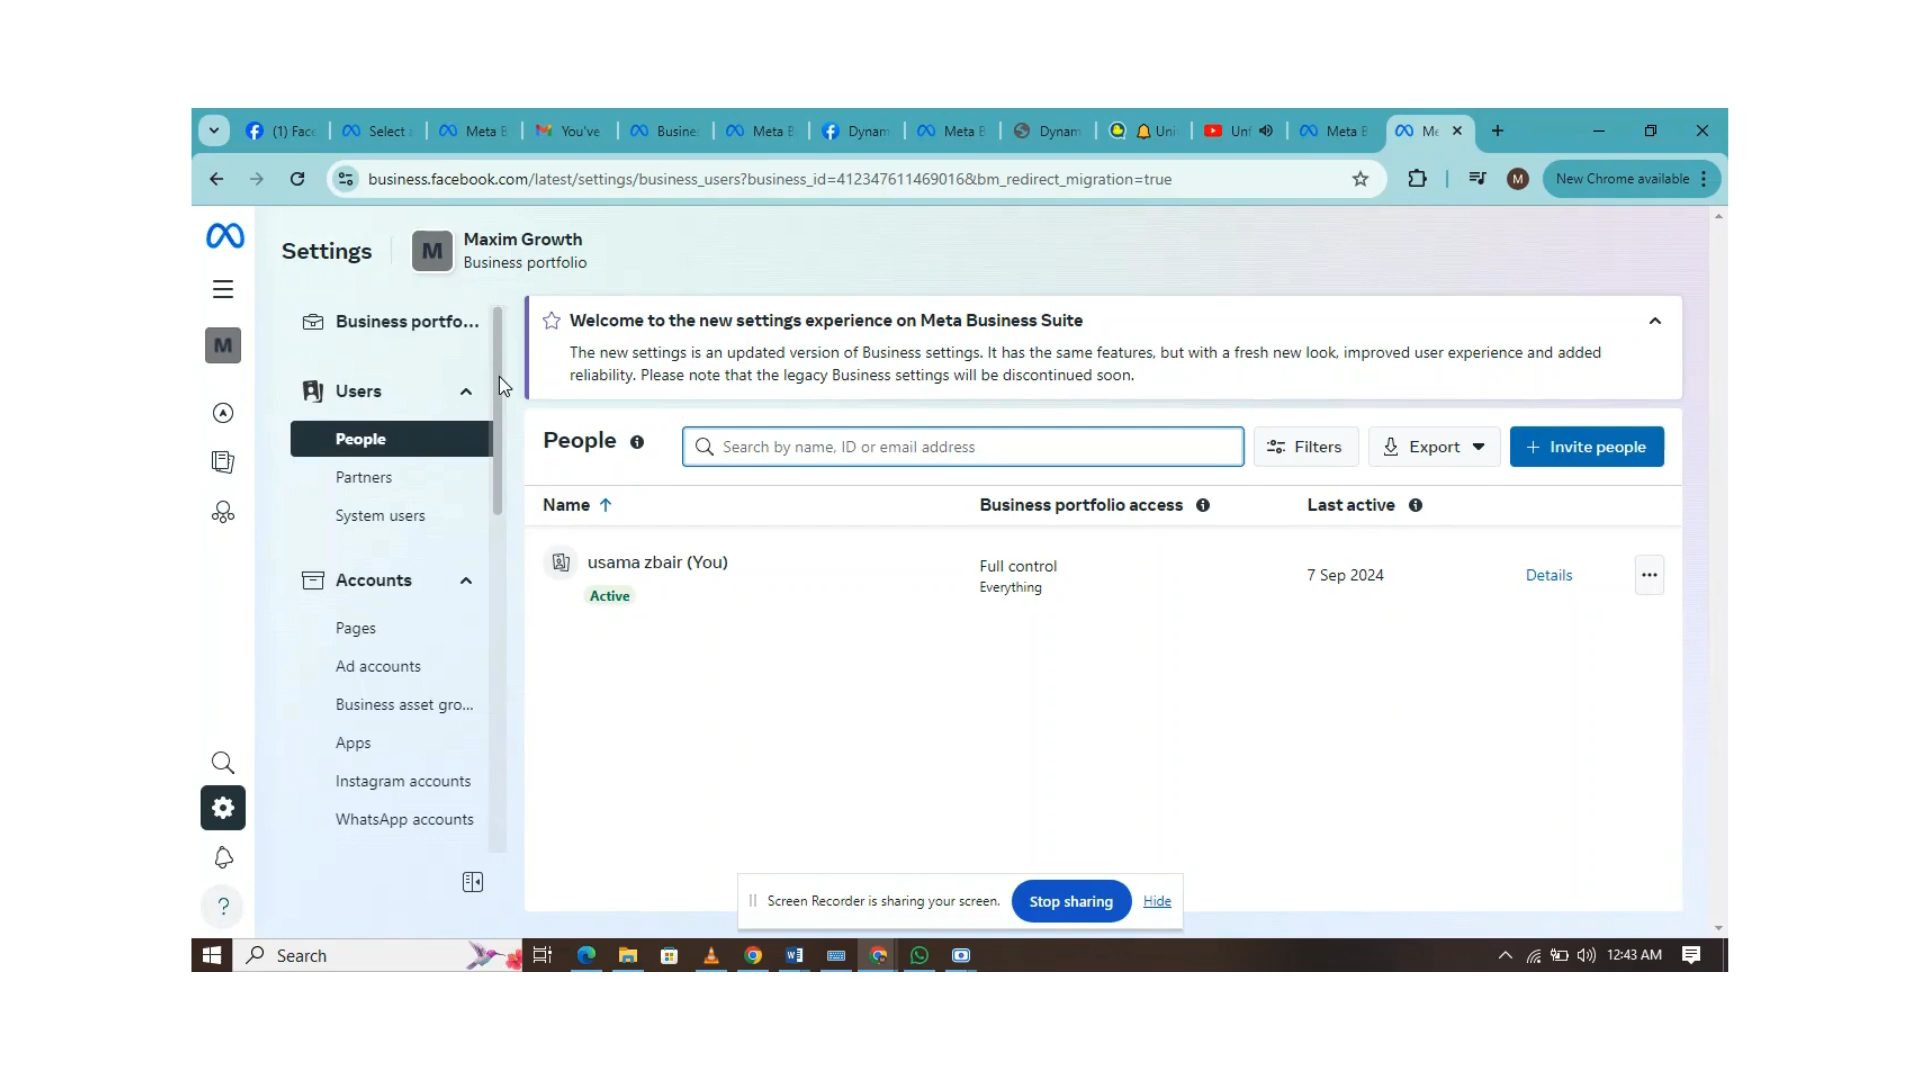 (1) Fac
Select
Meta B
You've
Busine
Meta B
Dynam
Meta B
Dynam
Uni
Unf
Meta B
Me
business.facebook.com/latest/settings/business_users?business_id=412347611469016&bm_redirect_migration=true
M
New Chrome available
Settings
M
Maxim Growth
Business portfolio
M
Business portfo...
Users
People
Partners
System users
Accounts
Pages
Ad accounts
Business asset gro...
Apps
Instagram accounts
WhatsApp accounts
Welcome to the new settings experience on Meta Business Suite
The new settings is an updated version of Business settings. It has the same features, but with a fresh new look, improved user experience and added
reliability. Please note that the legacy Business settings will be discontinued soon.
People
Search by name, ID or email address
Filters
Export
+ Invite people
Name ↑
Business portfolio access
Last active
usama zbair (You)
Active
Full control
Everything
7 Sep 2024
Details
...
?
Screen Recorder is sharing your screen.
Stop sharing
Hide
Search
12:43 AM